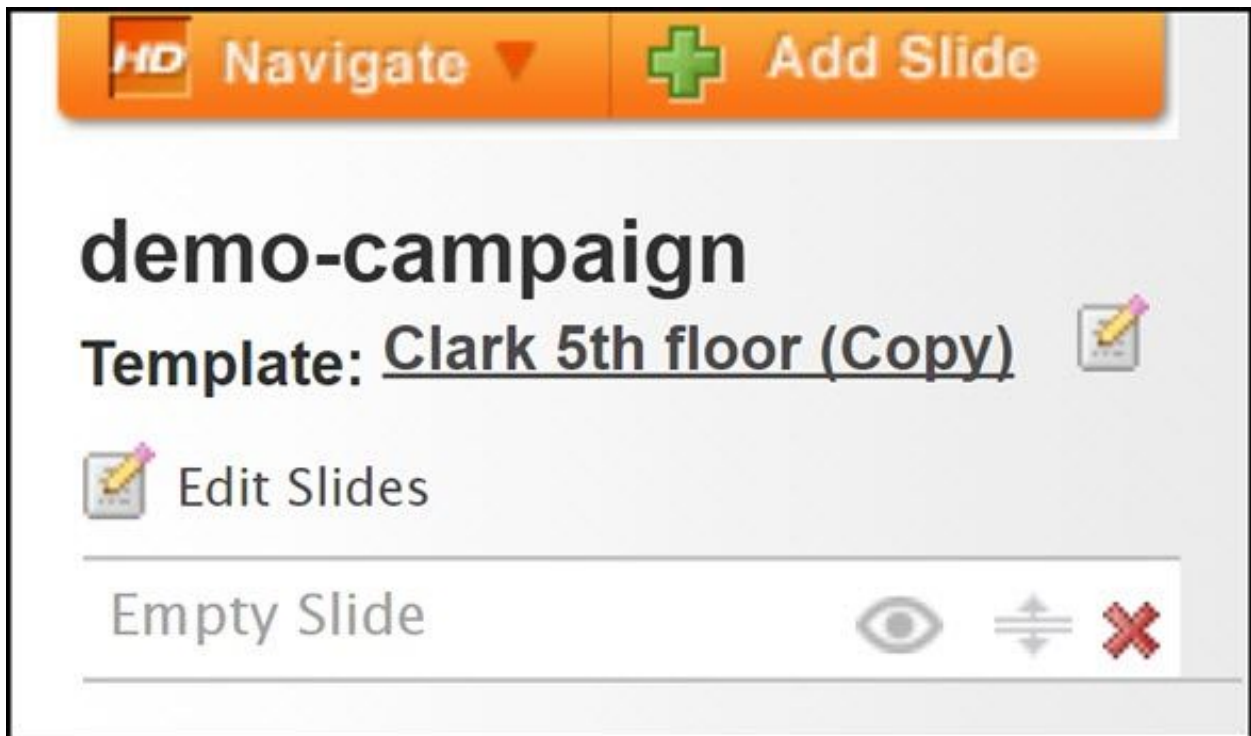 HD Navigate Add Slide
demo-campaign
Template: Clark 5th floor (Copy)
Edit Slides
Empty Slide